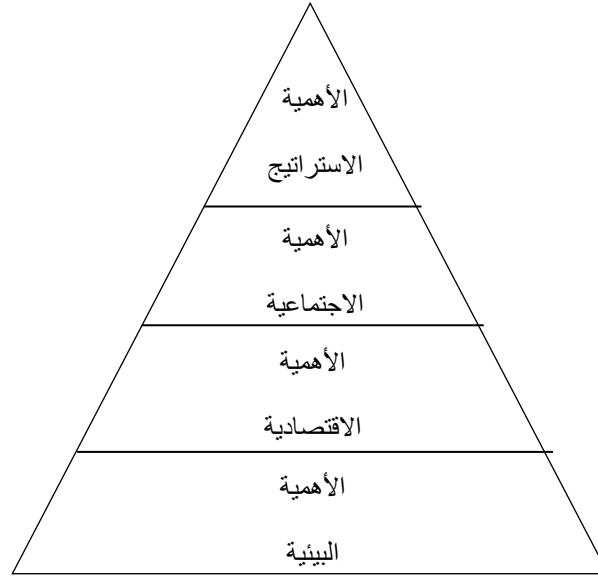 الأهمية
الاستراتيج
الأهمية
الاجتماعية
الأهمية
الاقتصادية
الأهمية
البيئية